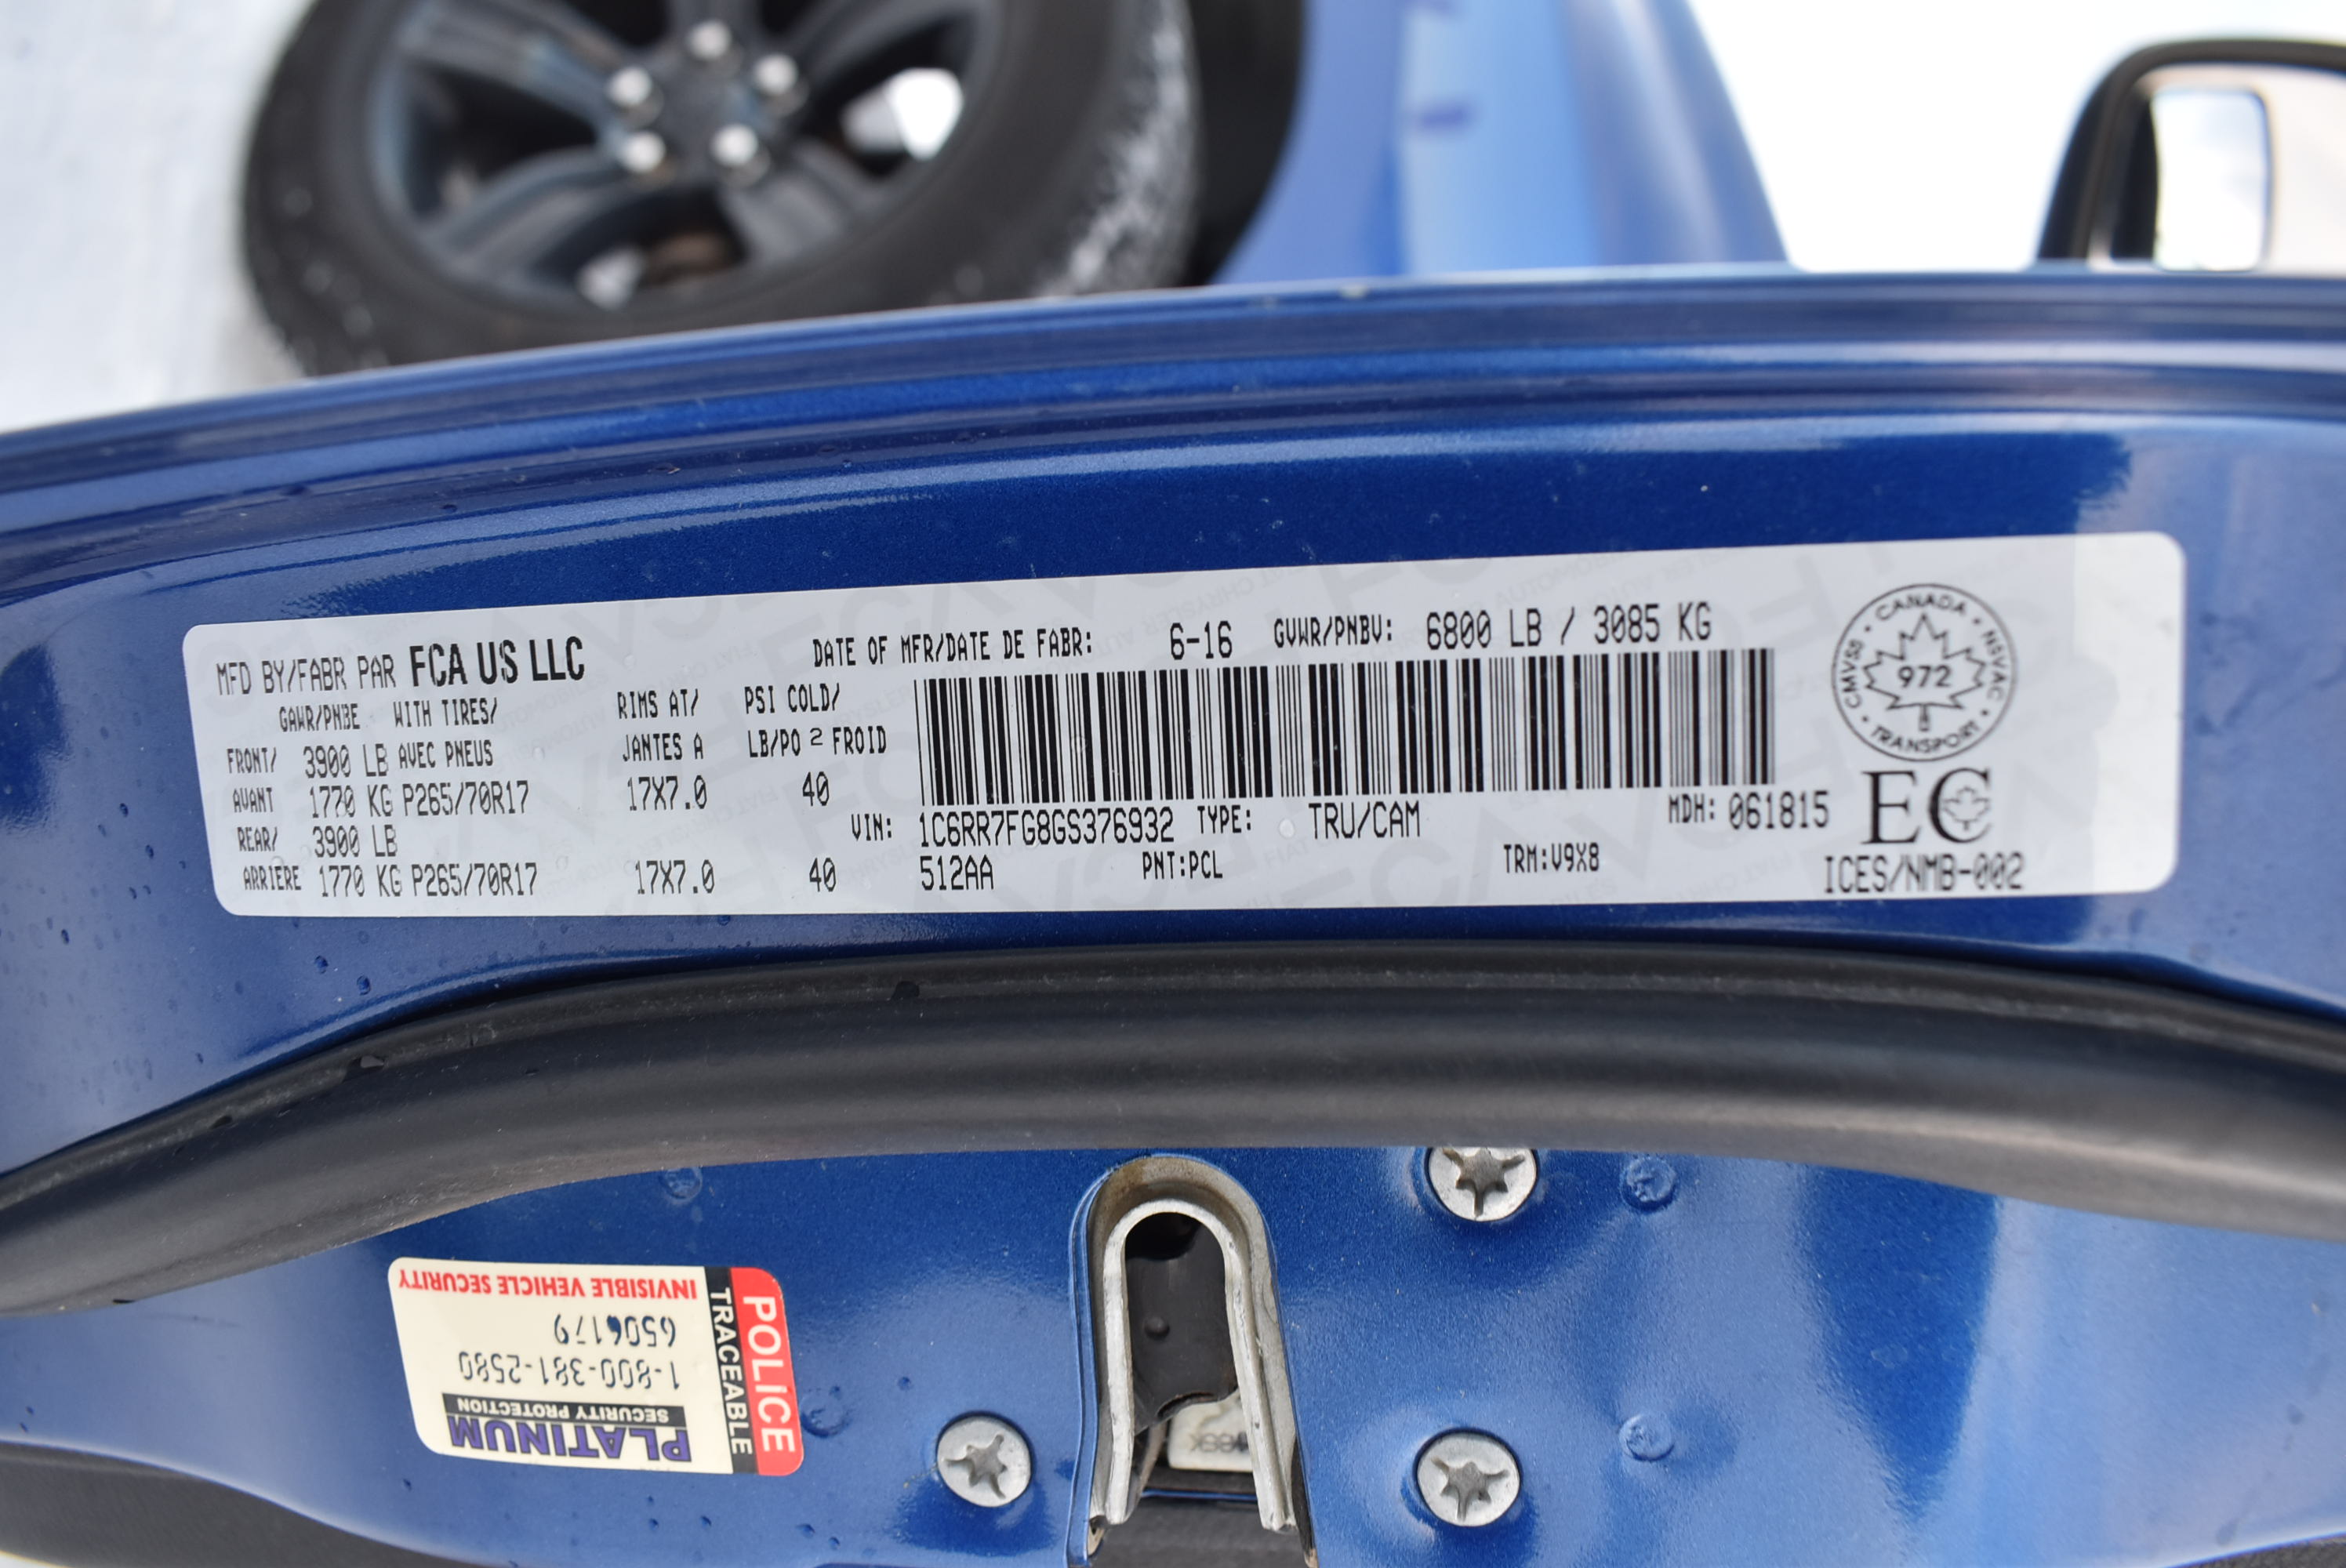 MFD BY/FABR PAR FCA US LLC
DATE OF MFR/DATE DE FABR: 6-16 GVWR/PNBV: 6800 LB / 3085 KG
GAWR/PNBE WITH TIRES/ RIMS AT/ PSI COLD/
FRONT/ 3900 LB AVEC PNEUS JANTES A LB/PO 2 FROID
AVANT 1770 KG P265/70R17 17X7.0 40
REAR/ 3900 LB
ARRIERE 1770 KG P265/70R17 17X7.0 40
VIN: 1C6RR7FG8GS376932 TYPE: TRU/CAM MDH: 061815
512AA PNT:PCL TRM:V9X8
CANADA • NSVAC • TRANSPORT • CMVSS •
972
EC
ICES/NMB-002
POLICE
TRACEABLE
PLATINUM
SECURITY PROTECTION
1-800-381-2580
6506179
INVISIBLE VEHICLE SECURITY